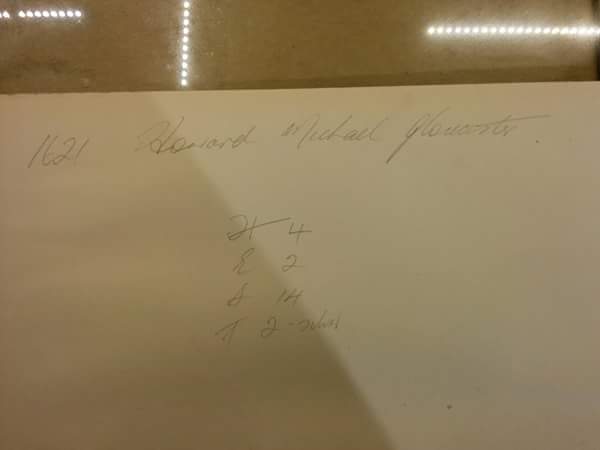 1621 Howard Michael Gloucester.
H 4
E 2
S 14
T 2-